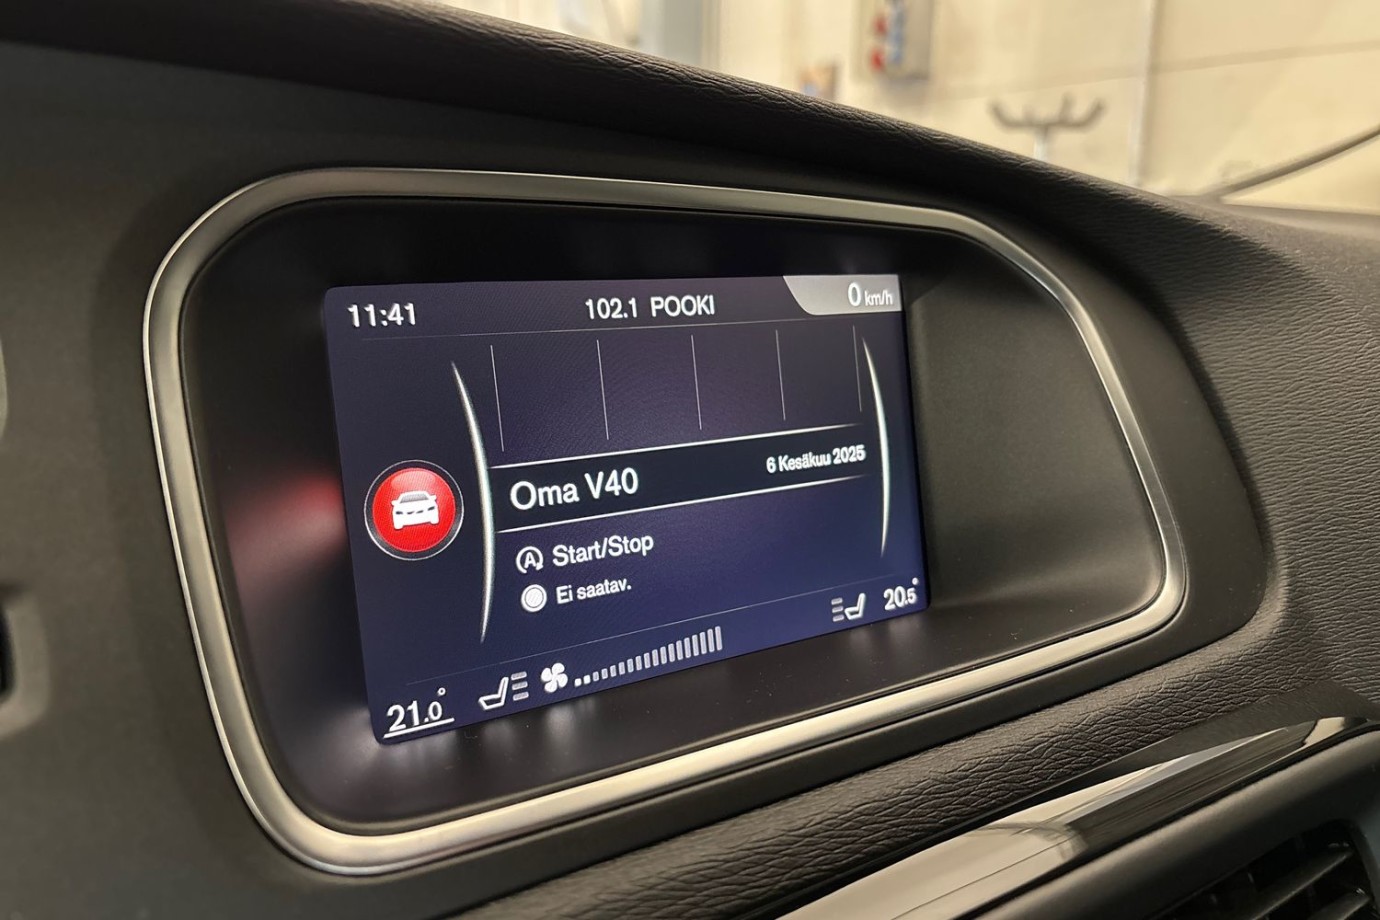 11:41 102.1 POOKI 0 km/h
Oma V40 6 Kesäkuu 2025
A Start/Stop
Ei saatav.
21.0° 20.5°